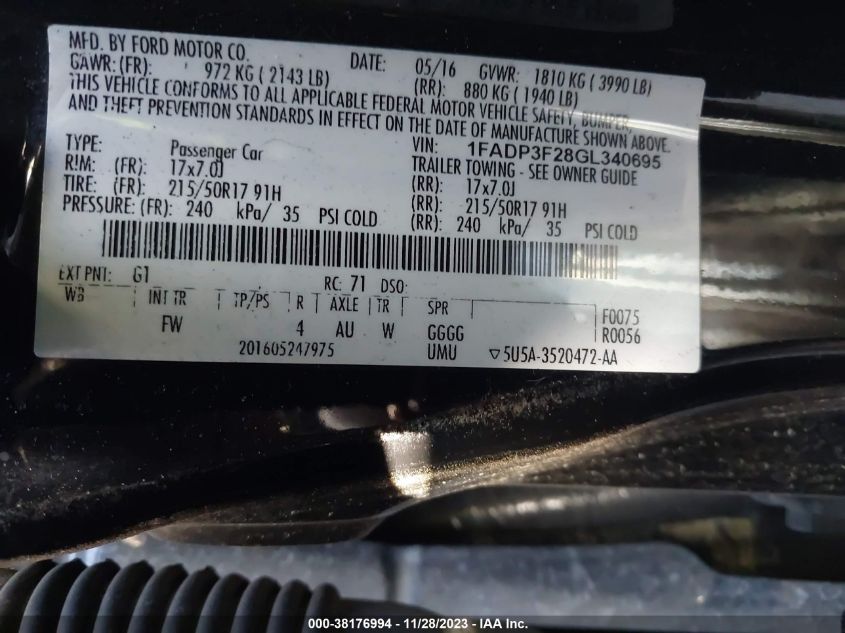 MFD. BY FORD MOTOR CO. DATE: 05/16 GVWR: 1810 KG ( 3990 LB)
GAWR: (FR): 972 KG ( 2143 LB) (RR): 880 KG ( 1940 LB)
THIS VEHICLE CONFORMS TO ALL APPLICABLE FEDERAL MOTOR VEHICLE SAFETY, BUMPER,
AND THEFT PREVENTION STANDARDS IN EFFECT ON THE DATE OF MANUFACTURE SHOWN ABOVE.
VIN: 1FADP3F28GL340695
TYPE: Passenger Car TRAILER TOWING - SEE OWNER GUIDE
RIM: (FR): 17x7.0J (RR): 17x7.0J
TIRE: (FR): 215/50R17 91H (RR): 215/50R17 91H
PRESSURE: (FR): 240 kPa/ 35 PSI COLD (RR): 240 kPa/ 35 PSI COLD
EXT PNT: G1 RC: 71 DSO:
WB INT TR TP/PS R AXLE TR SPR F0075
FW 4 AU W GGGG R0056
201605247975 UMU ▽5U5A-3520472-AA
000-38176994 - 11/28/2023 - IAA Inc.